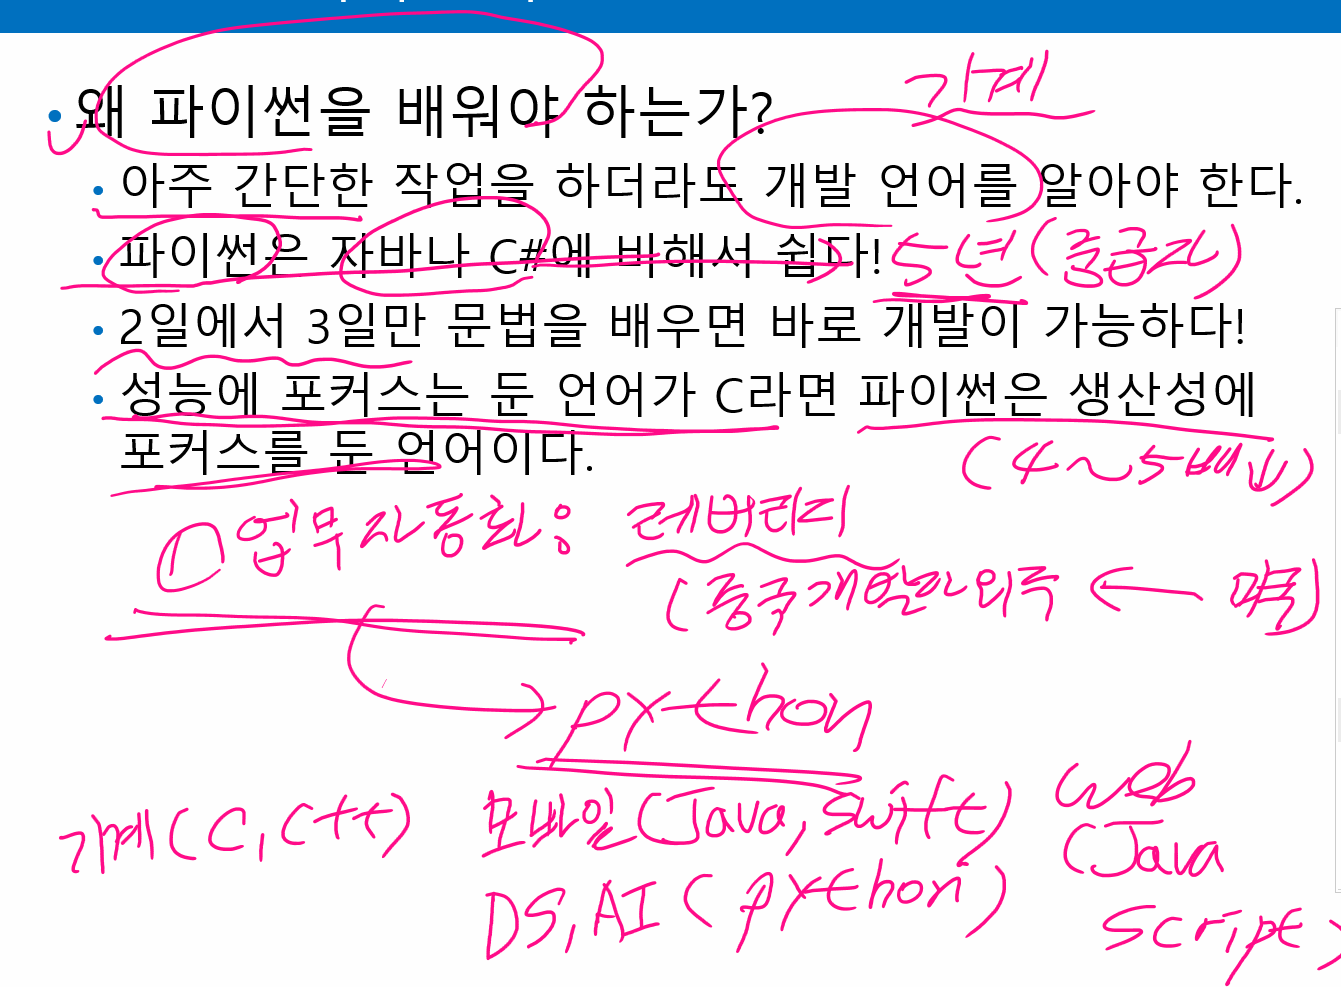 기계
• 왜 파이썬을 배워야 하는가?
• 아주 간단한 작업을 하더라도 개발 언어를 알아야 한다.
• 파이썬은 자바나 C#에 비해서 쉽다! 5년(중급자)
• 2일에서 3일만 문법을 배우면 바로 개발이 가능하다!
• 성능에 포커스는 둔 언어가 C라면 파이썬은 생산성에
포커스를 둔 언어이다.
(4~5배↓)
① 업무자동화: 레버리지
(중국개발자외주 ←
python
기계(C, C++) 모바일(Java, Swift) web
(Java
DS, AI (python)
script)